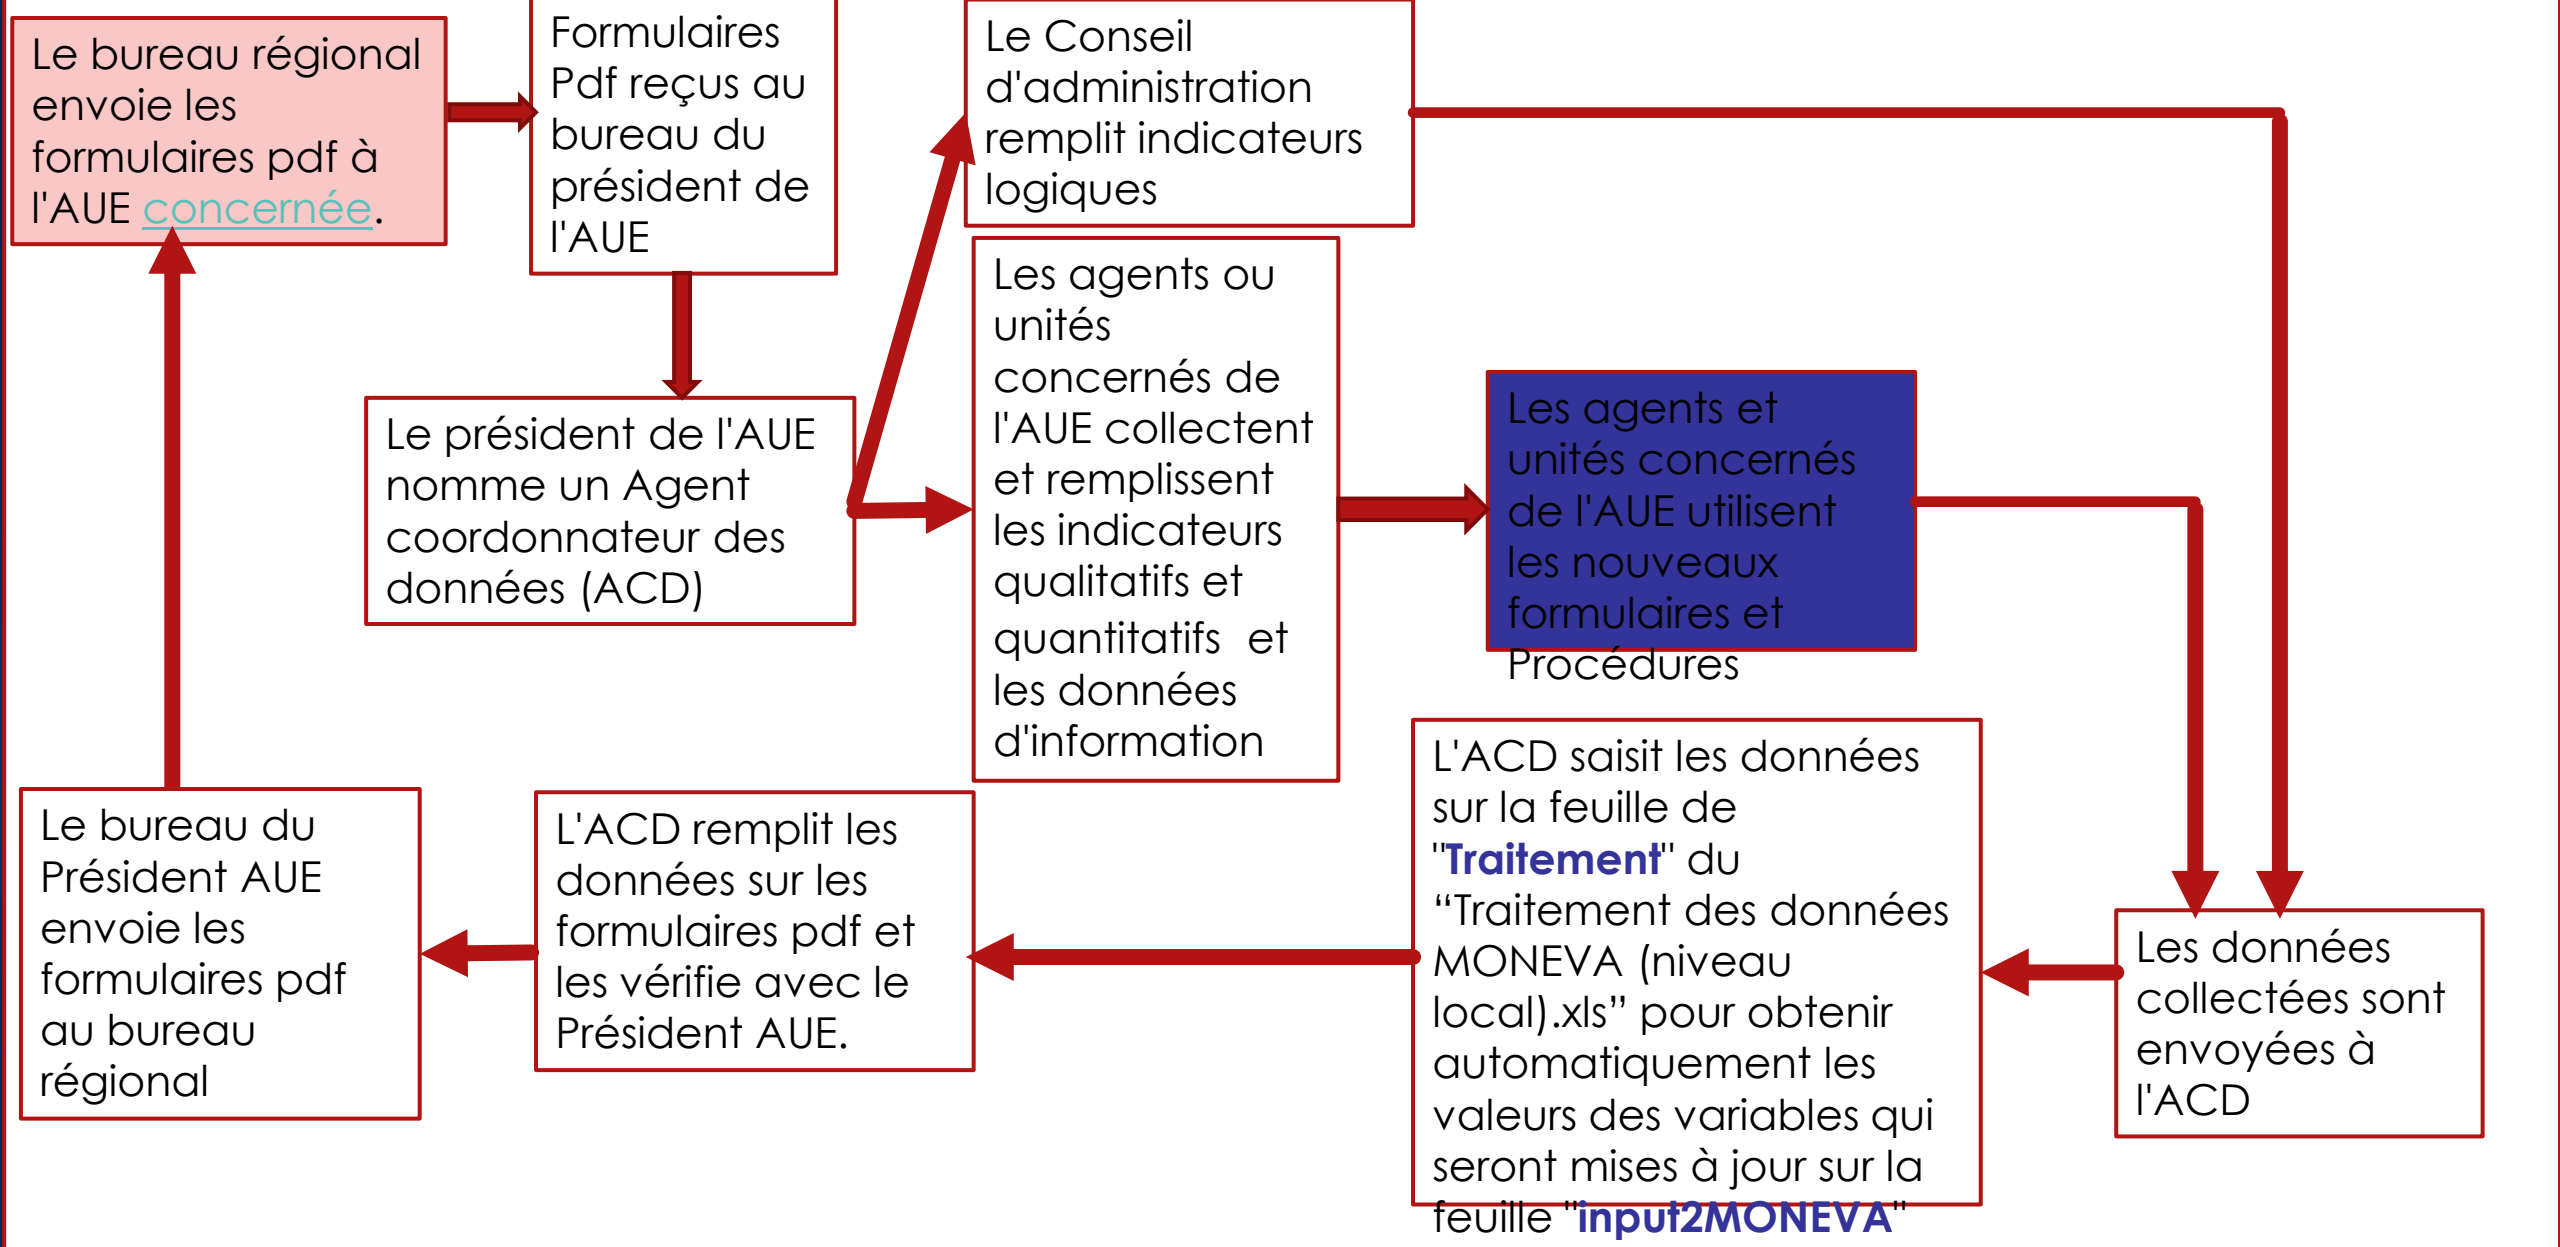 Le bureau régional
envoie les
formulaires pdf à
l'AUE concernée.
Formulaires
Pdf reçus au
bureau du
président de
l'AUE
Le Conseil
d'administration
remplit indicateurs
logiques
Le président de l'AUE
nomme un Agent
coordonnateur des
données (ACD)
Les agents ou
unités
concernés de
l'AUE collectent
et remplissent
les indicateurs
qualitatifs et
quantitatifs et
les données
d'information
Les agents et
unités concernés
de l'AUE utilisent
les nouveaux
formulaires et
Procédures
Les données
collectées sont
envoyées à
l'ACD
L'ACD saisit les données
sur la feuille de
"Traitement" du
“Traitement des données
MONEVA (niveau
local).xls” pour obtenir
automatiquement les
valeurs des variables qui
seront mises à jour sur la
feuille "input2MONEVA"
L'ACD remplit les
données sur les
formulaires pdf et
les vérifie avec le
Président AUE.
Le bureau du
Président AUE
envoie les
formulaires pdf
au bureau
régional